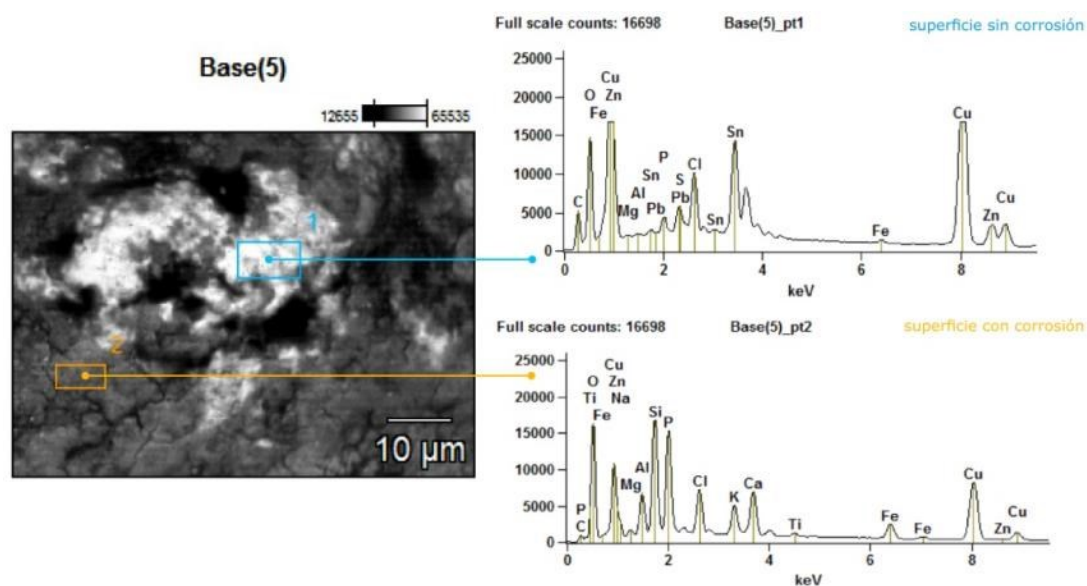 Base(5)
12655 65535
1
2
10 µm
Full scale counts: 16698 Base(5)_pt1 superficie sin corrosión
25000
20000
15000
10000
5000
0
C
O
Fe
Cu
Zn
Mg
Al
Sn
Pb
P
S
Pb
Cl
Sn
Sn
Fe
Cu
Zn
Cu
0 2 4 6 8
keV
Full scale counts: 16698 Base(5)_pt2 superficie con corrosión
25000
20000
15000
10000
5000
0
P
C
O
Ti
Fe
Cu
Zn
Na
Mg
Al
Si
P
Cl
K
Ca
Ti
Fe
Fe
Cu
Zn
Cu
0 2 4 6 8
keV